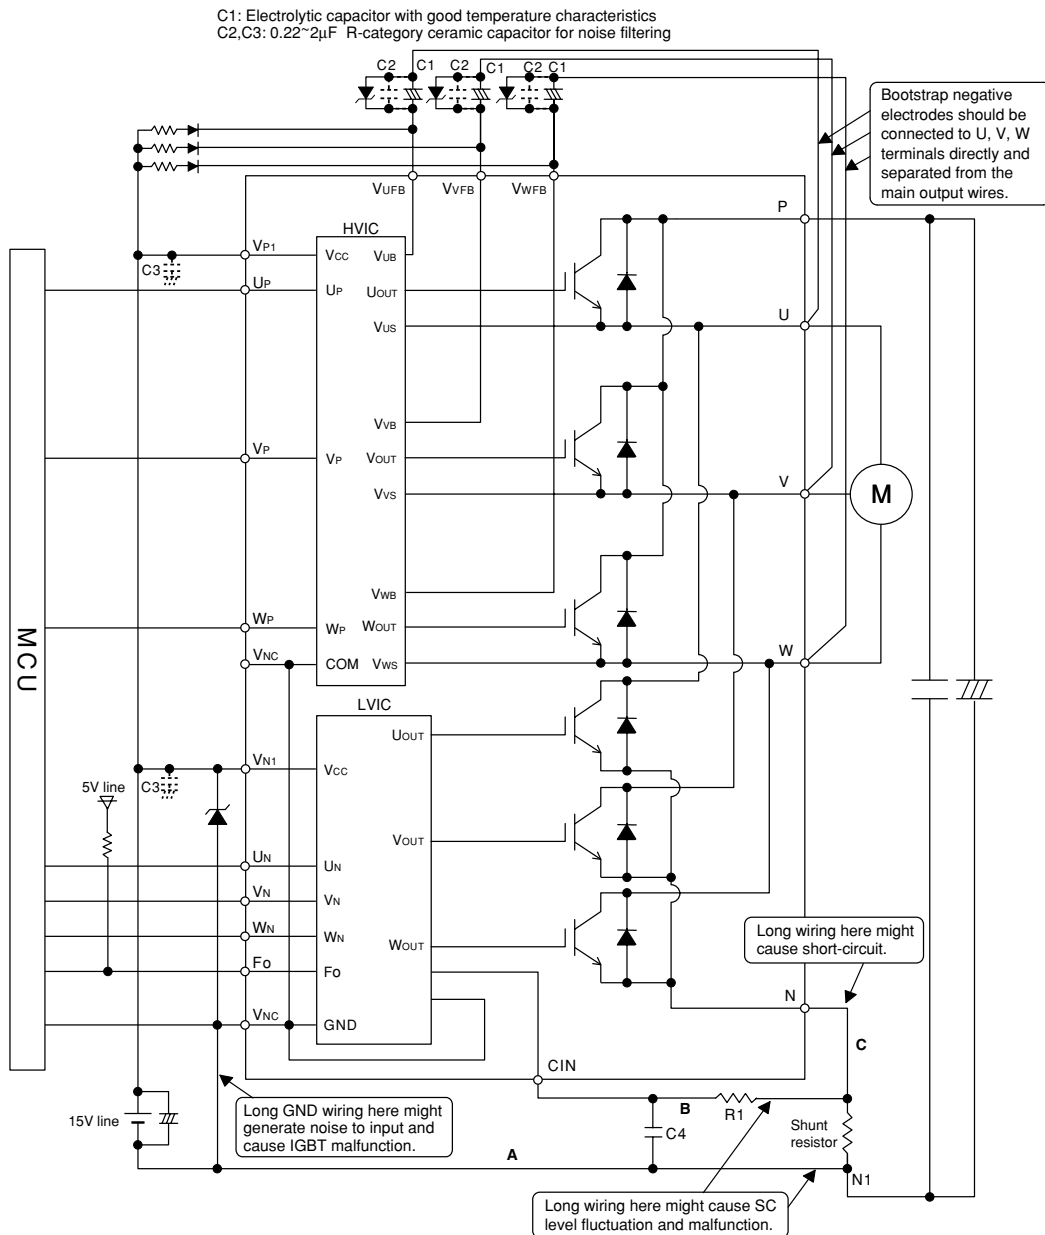 C1: Electrolytic capacitor with good temperature characteristics
C2,C3: 0.22~2μF R-category ceramic capacitor for noise filtering
C2 C1 C2 C1 C2 C1
Bootstrap negative
electrodes should be
connected to U, V, W
terminals directly and
separated from the
main output wires.
VUFB VVFB VWFB
P
HVIC
VP1 VCC VUB
C3
UP UP UOUT
U
VUS
VVB
VP VP VOUT
V
VVS
M
VWB
WP WP WOUT
MCU
VNC COM VWS
W
LVIC
UOUT
VN1 VCC
5V line
C3
VOUT
UN UN
VN VN
WN WN WOUT
Long wiring here might
cause short-circuit.
Fo Fo
N
VNC GND
C
CIN
15V line
Long GND wiring here might
generate noise to input and
cause IGBT malfunction.
B
R1
C4
Shunt
resistor
A
N1
Long wiring here might cause SC
level fluctuation and malfunction.